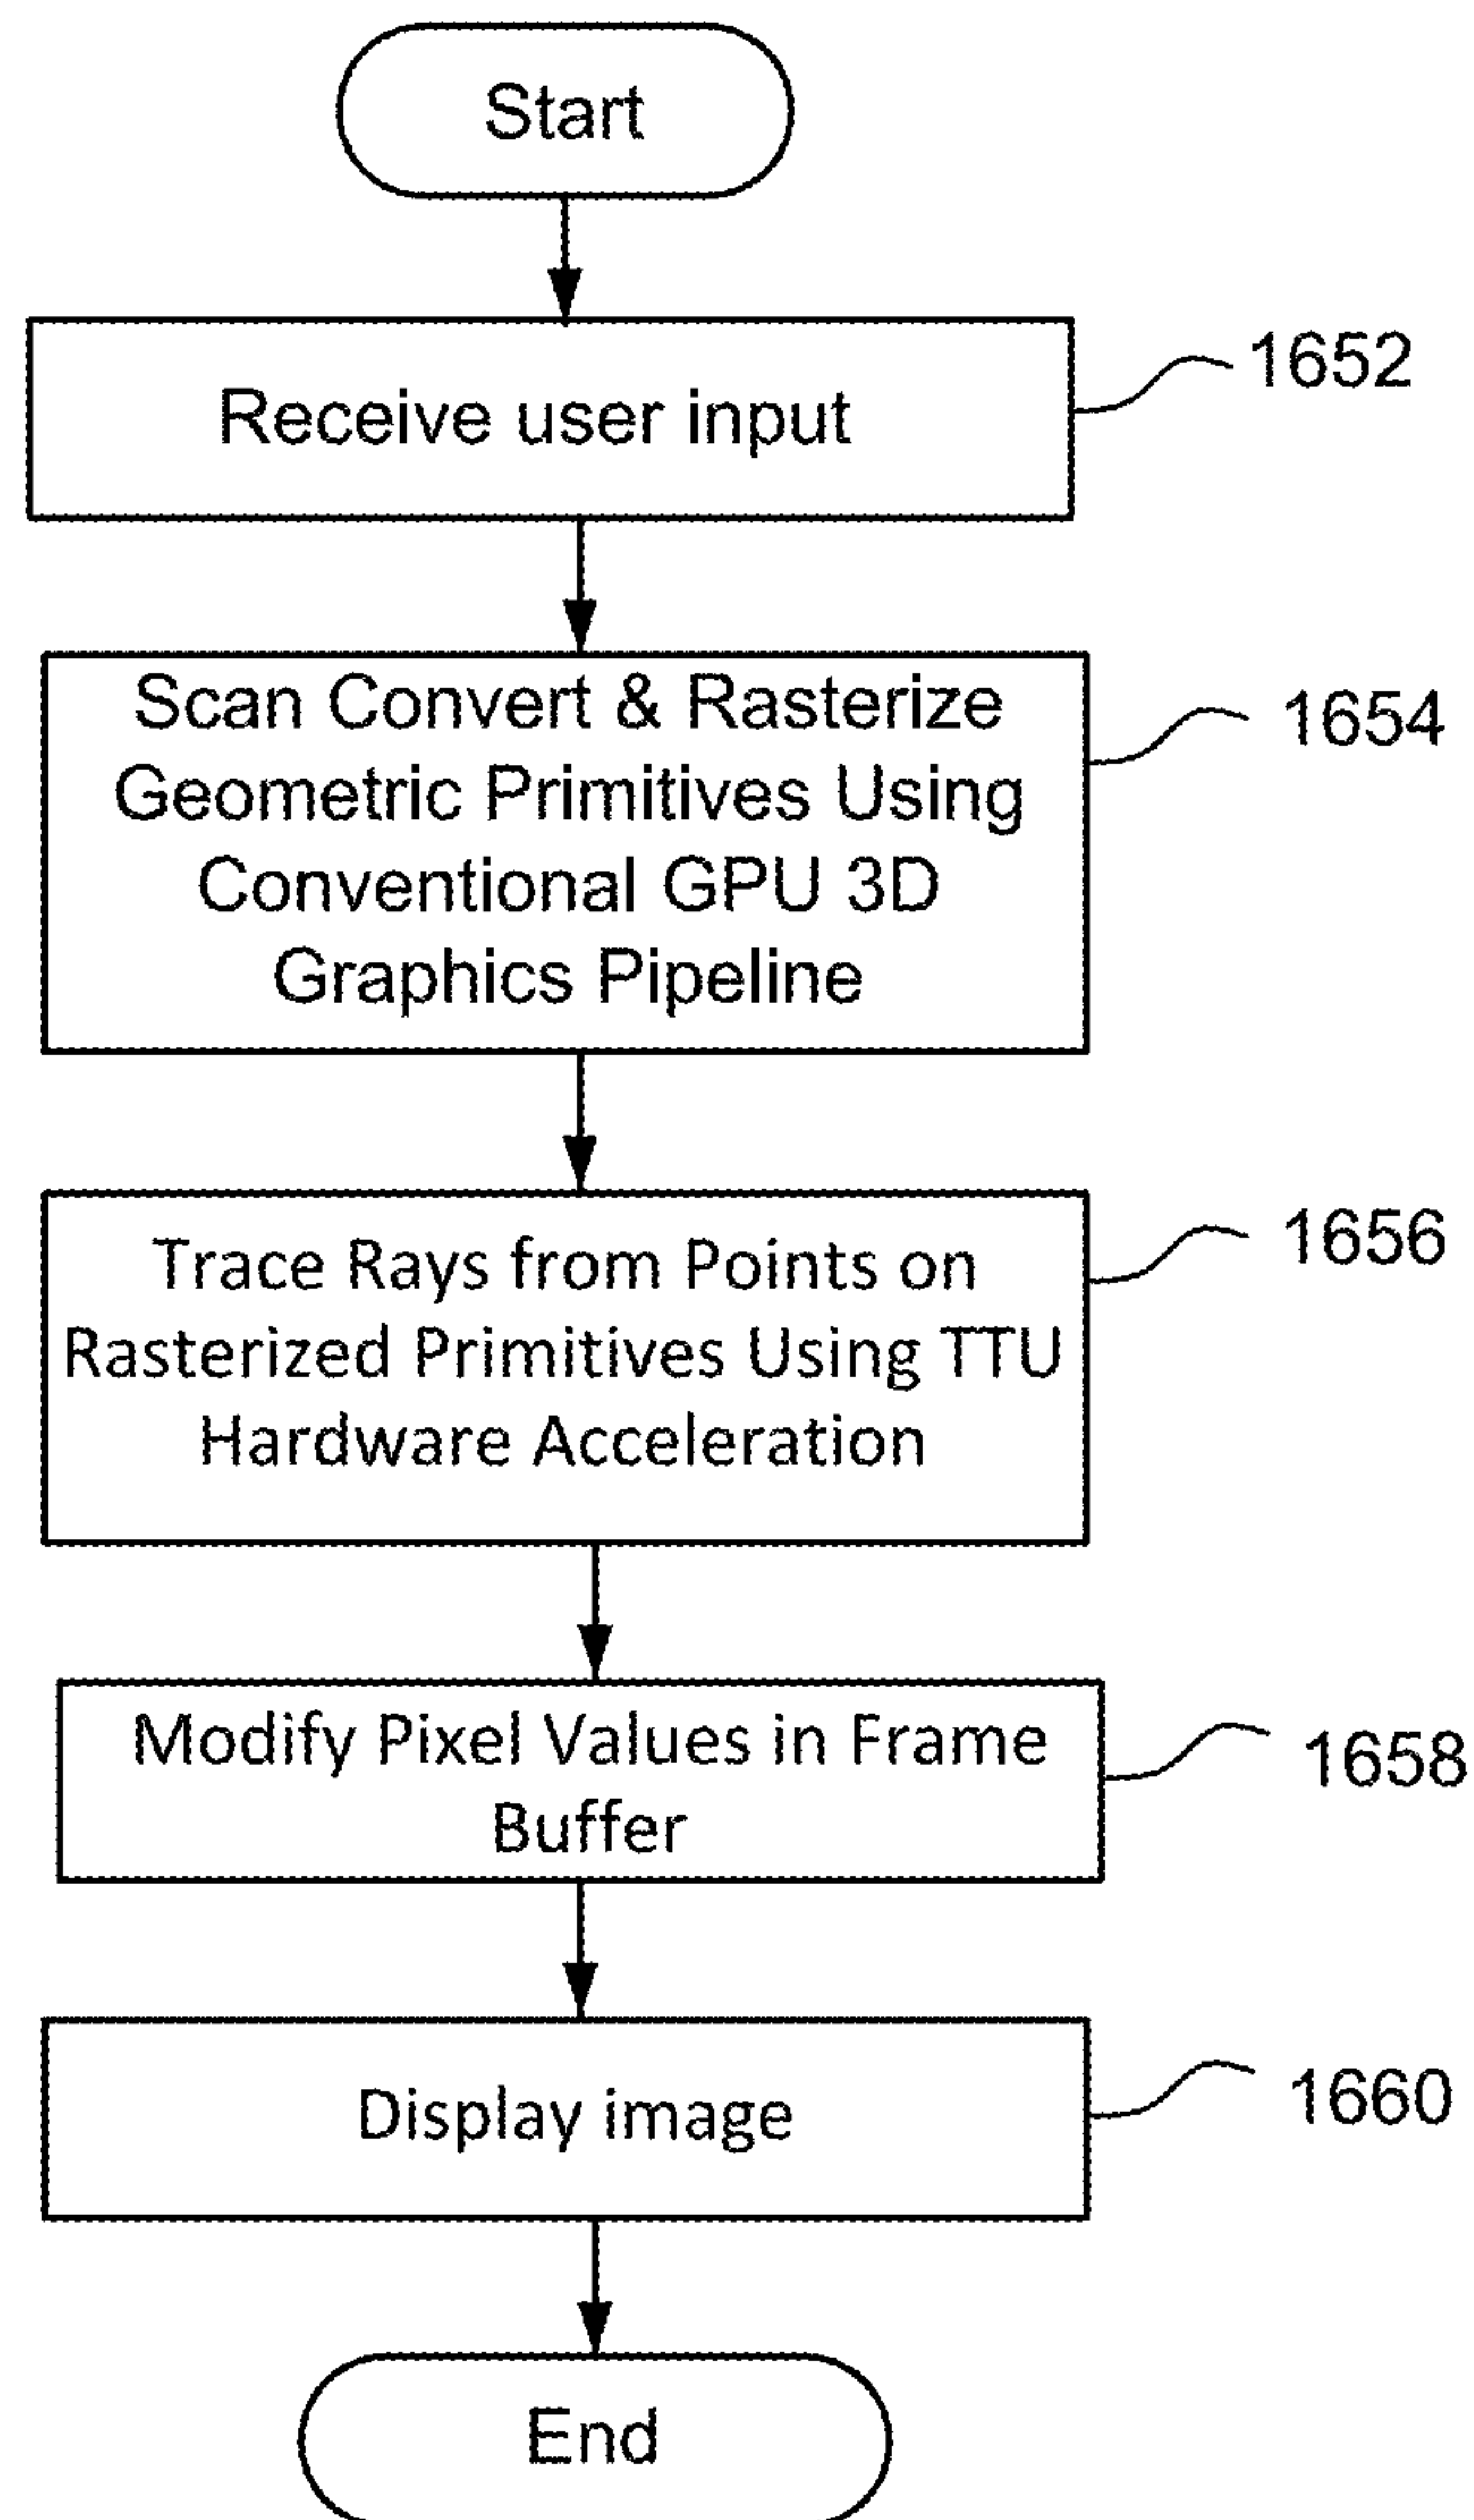 Start
Receive user input
1652
Scan Convert & Rasterize
Geometric Primitives Using
Conventional GPU 3D
Graphics Pipeline
1654
Trace Rays from Points on
Rasterized Primitives Using TTU
Hardware Acceleration
1656
Modify Pixel Values in Frame
Buffer
1658
Display image
1660
End